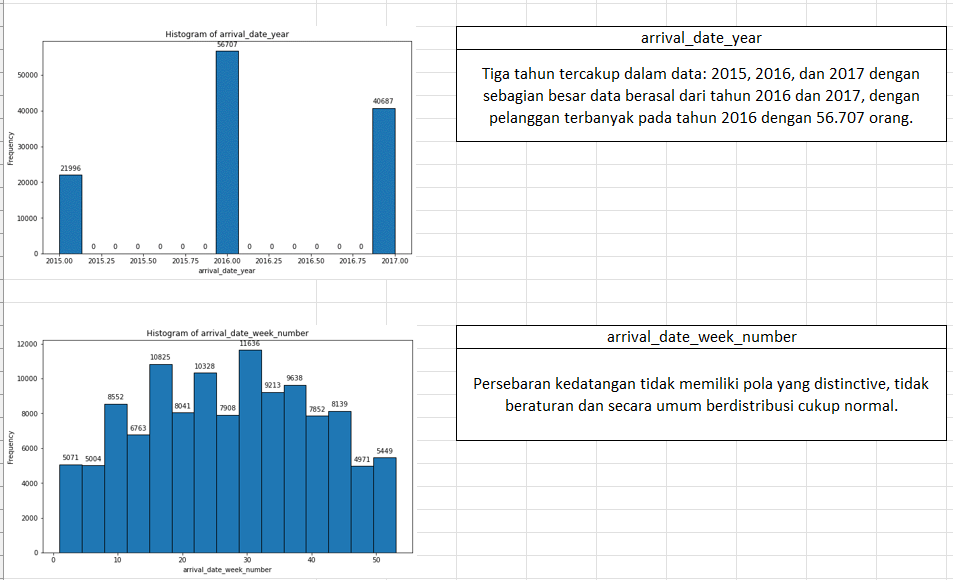 Histogram of arrival_date_year
56707
40687
21996
0 0 0 0 0 0 0 0 0 0 0 0
50000
40000
30000
20000
10000
0
Frequency
2015.00 2015.25 2015.50 2015.75 2016.00 2016.25 2016.50 2016.75 2017.00
arrival_date_year
arrival_date_year
Tiga tahun tercakup dalam data: 2015, 2016, dan 2017 dengan
sebagian besar data berasal dari tahun 2016 dan 2017, dengan
pelanggan terbanyak pada tahun 2016 dengan 56.707 orang.
Histogram of arrival_date_week_number
5071 5004 8552 6763 10825 8041 10328 7908 11636 9213 9638 7852 8139 4971 5449
12000
10000
8000
6000
4000
2000
0
Frequency
0 10 20 30 40 50
arrival_date_week_number
arrival_date_week_number
Persebaran kedatangan tidak memiliki pola yang distinctive, tidak
beraturan dan secara umum berdistribusi cukup normal.